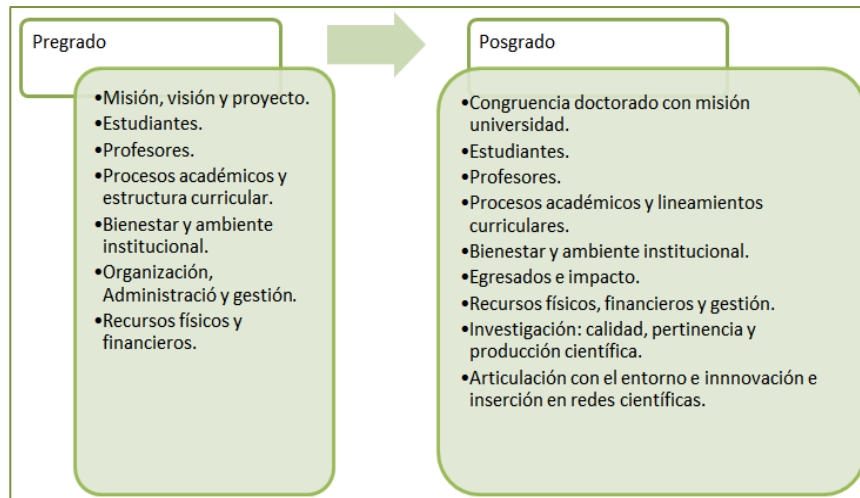 Pregrado
•Misión, visión y proyecto.
•Estudiantes.
•Profesores.
•Procesos académicos y
estructura curricular.
•Bienestar y ambiente
institucional.
•Organización,
Administració y gestión.
•Recursos físicos y
financieros.
Posgrado
•Congruencia doctorado con misión
universidad.
•Estudiantes.
•Profesores.
•Procesos académicos y lineamientos
curriculares.
•Bienestar y ambiente institucional.
•Egresados e impacto.
•Recursos físicos, financieros y gestión.
•Investigación: calidad, pertinencia y
producción científica.
•Articulación con el entorno e innnovación e
inserción en redes científicas.